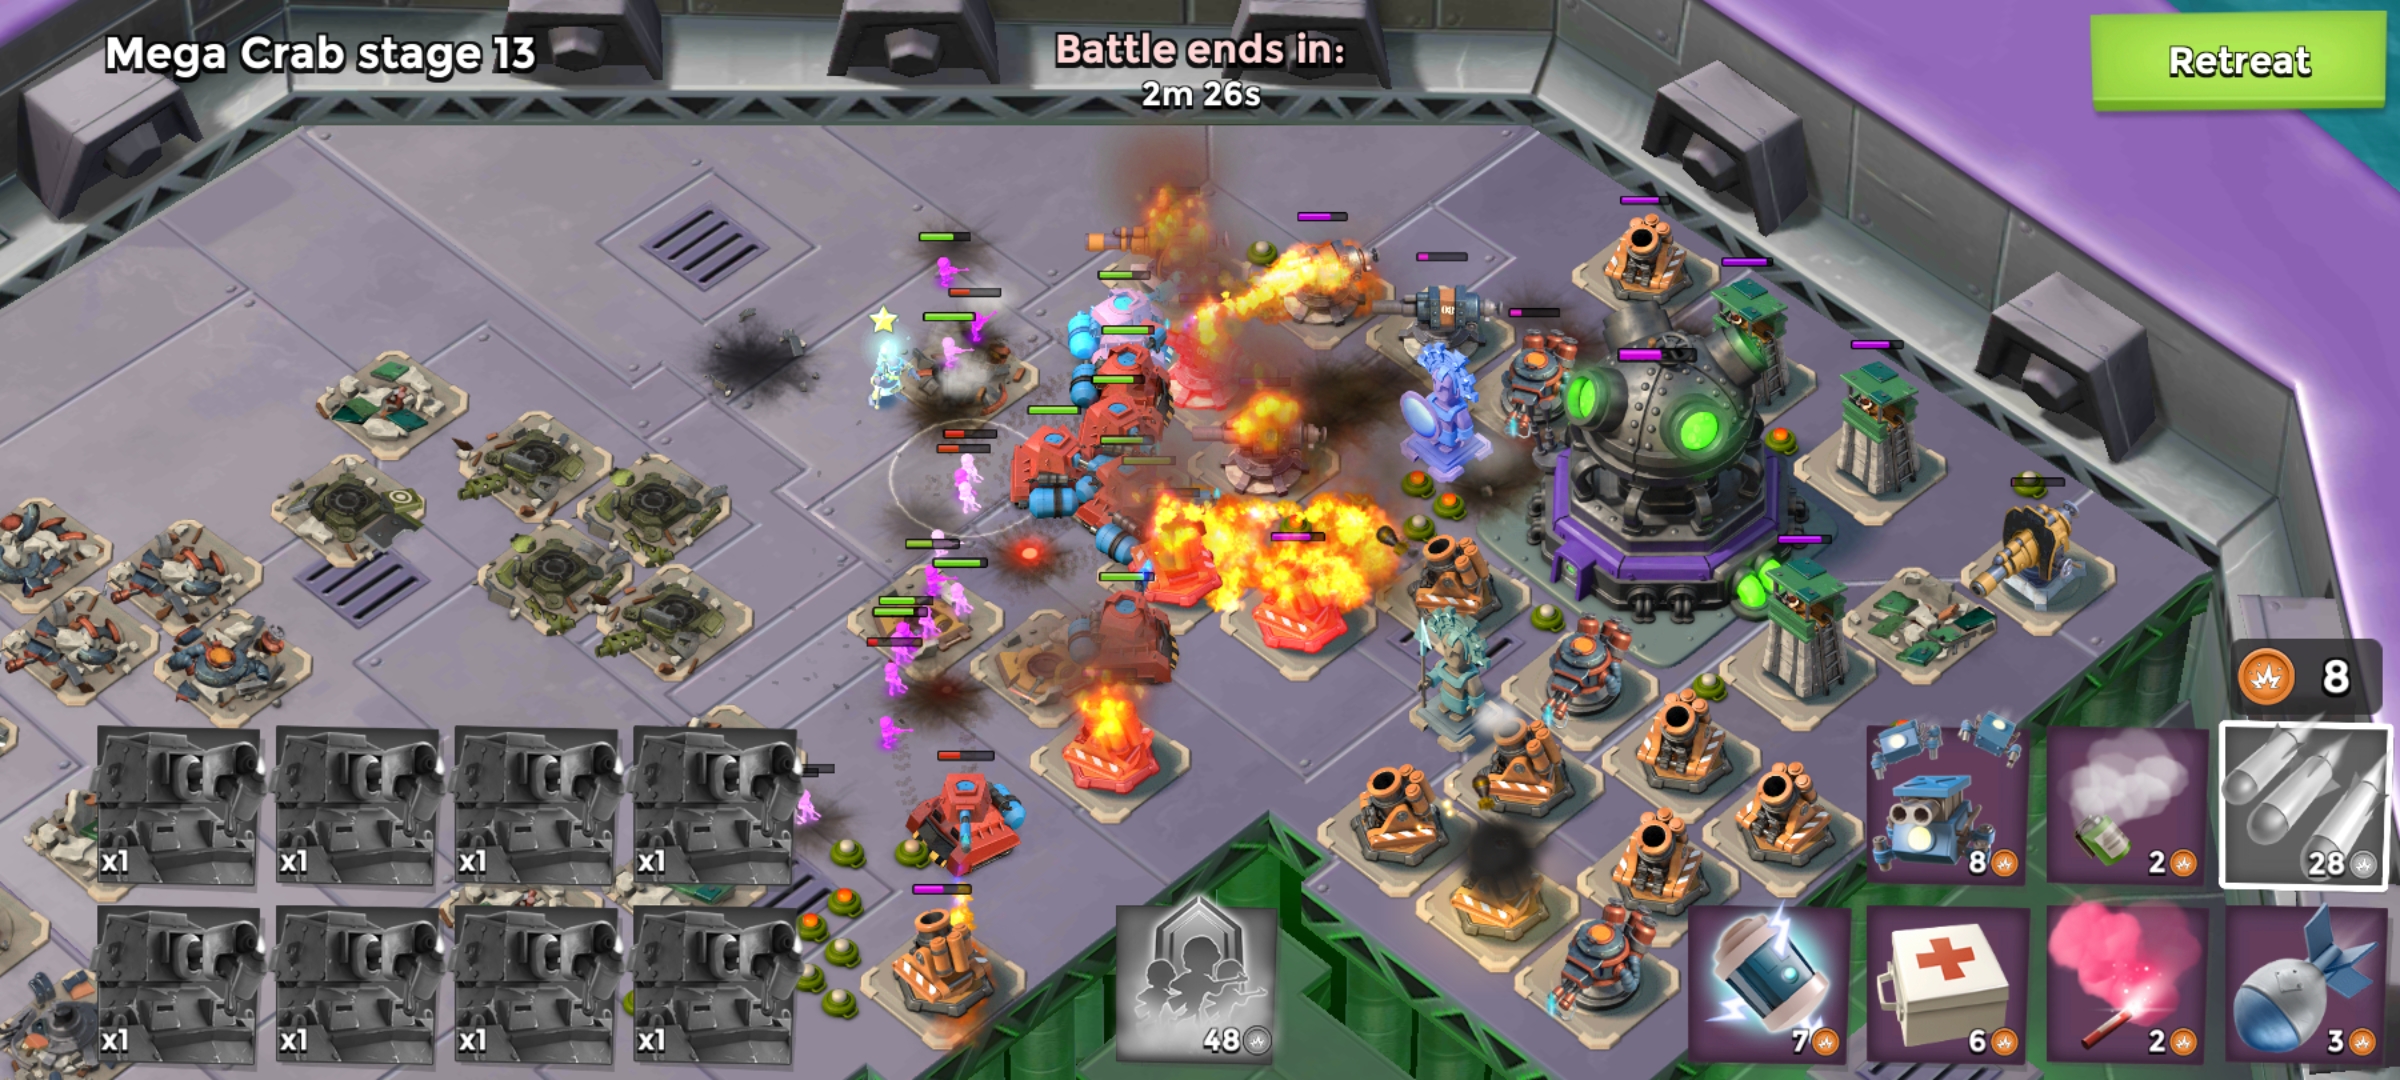 Mega Crab stage 13
Battle ends in:
2m 26s
Retreat
8
x1
x1
x1
x1
8
2
28
x1
x1
x1
x1
48
7
6
2
3